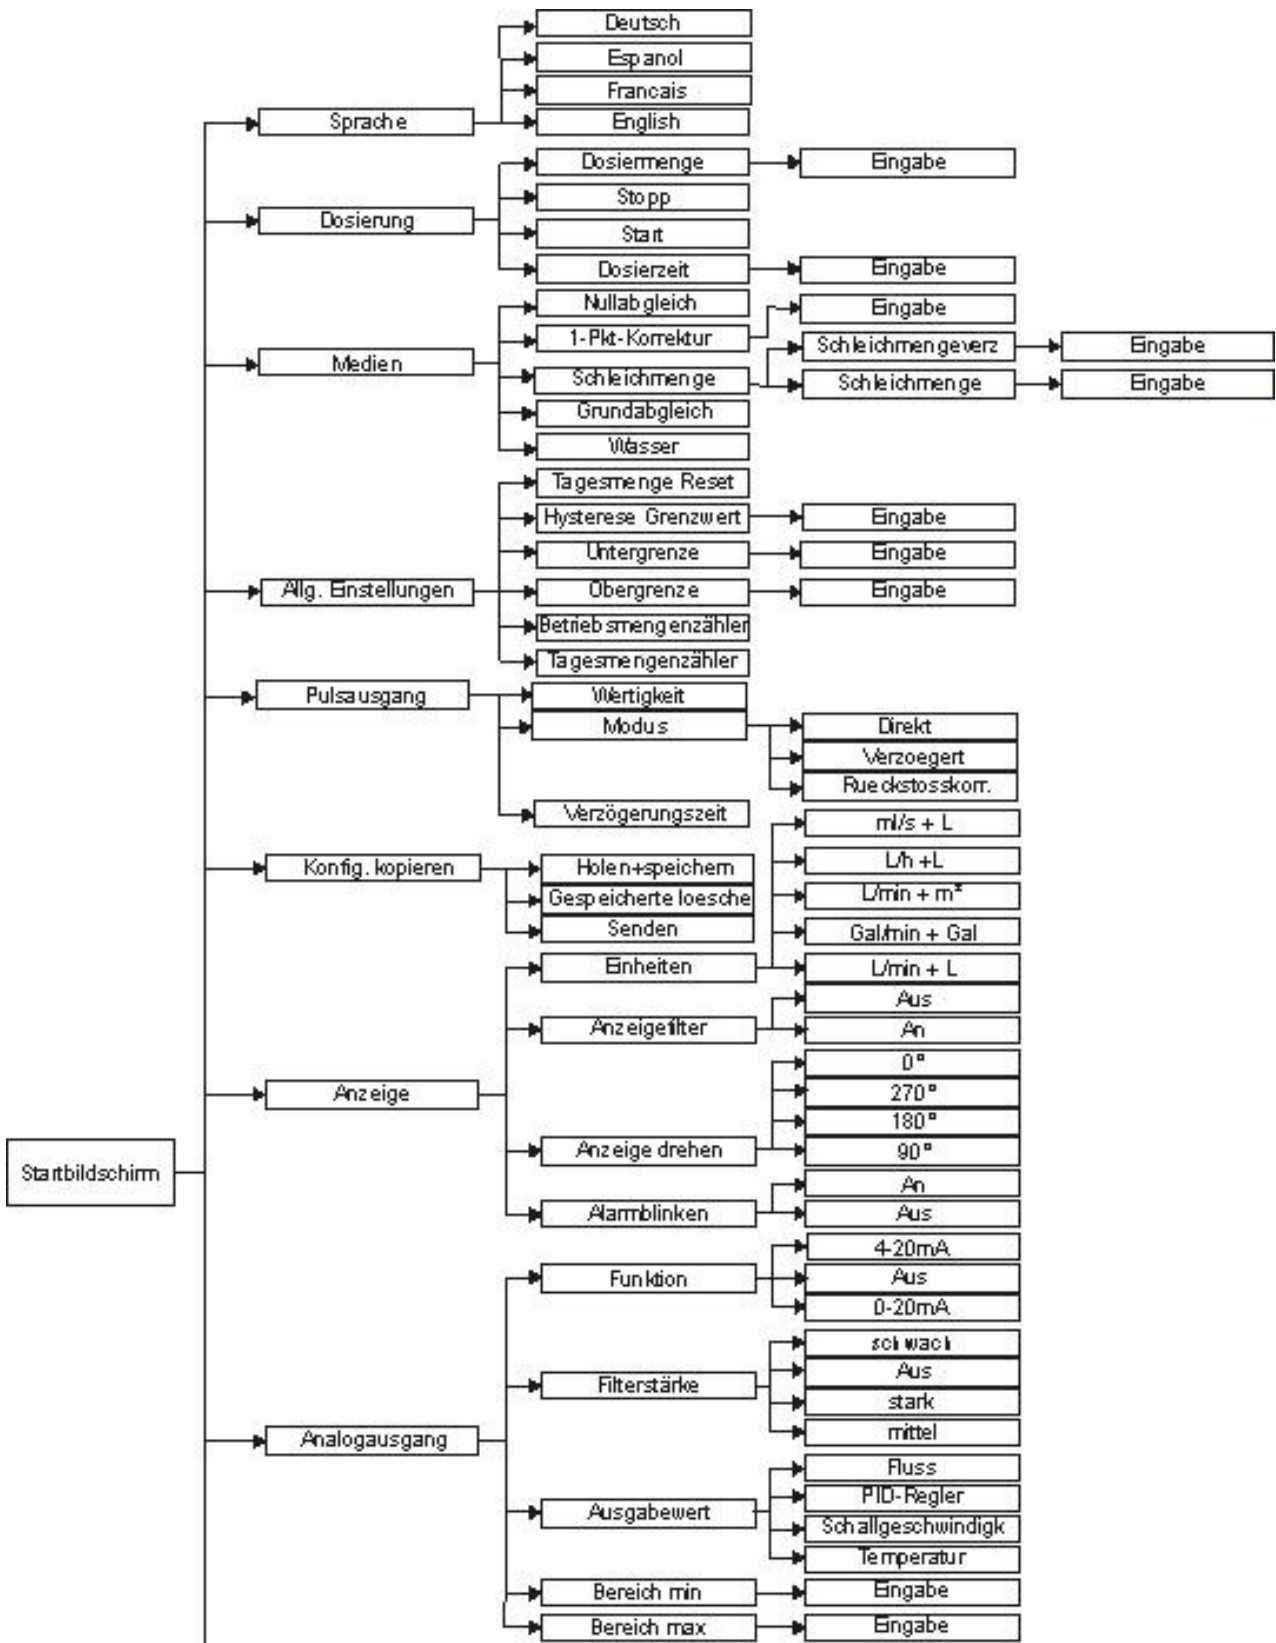 Deutsch
Espanol
Francais
Sprache
English
Dosiermenge
Eingabe
Stopp
Dosierung
Start
Dosierzeit
Eingabe
Nullabgleich
Eingabe
1-Pkt-Korrektur
Schleichmengeverz
Eingabe
Medien
Schleichmenge
Schleichmenge
Eingabe
Grundabgleich
Wasser
Tagesmenge Reset
Hysterese Grenzwert
Eingabe
Untergrenze
Eingabe
Allg. Einstellungen
Obergrenze
Eingabe
Betriebsmengenzähler
Tagesmengenzähler
Pulsausgang
Wertigkeit
Modus
Direkt
Verzoegert
Rueckstosskorr.
Verzögerungszeit
ml/s + L
Konfig. kopieren
Holen+speichern
L/h +L
Gespeicherte loesche
L/min + m³
Senden
Gal/min + Gal
Einheiten
L/min + L
Aus
Anzeigefilter
An
0°
Anzeige
270°
180°
Anzeige drehen
90°
Startbildschirm
An
Alarmblinken
Aus
4-20mA
Funktion
Aus
0-20mA
schwach
Aus
Filterstärke
stark
mittel
Analogausgang
Fluss
PID-Regler
Ausgabewert
Schallgeschwindigk
Temperatur
Bereich min
Eingabe
Bereich max
Eingabe